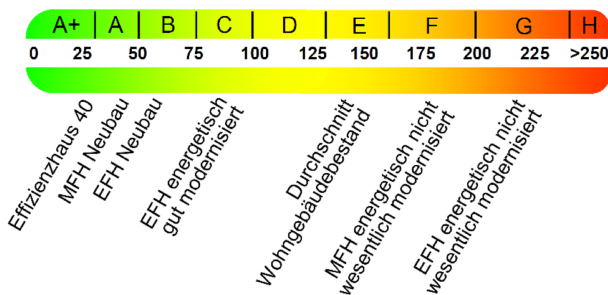 A+ A B C D E F G H
0 25 50 75 100 125 150 175 200 225 >250
Effizienzhaus 40
MFH Neubau
EFH Neubau
EFH energetisch
gut modernisiert
Durchschnitt
Wohngebäudebestand
MFH energetisch nicht
wesentlich modernisiert
EFH energetisch nicht
wesentlich modernisiert